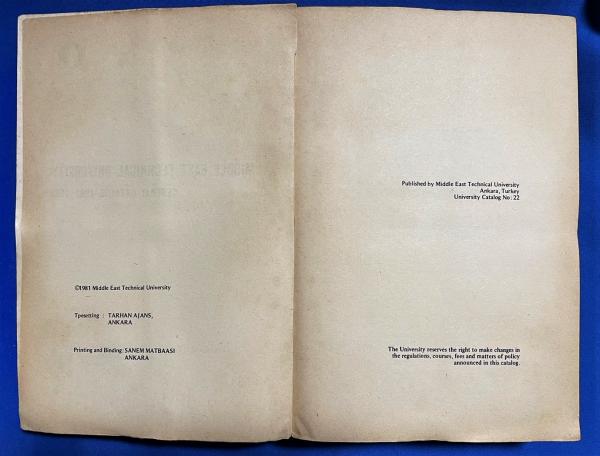 ©1981 Middle East Technical University
Tpesetting : TARHAN AJANS,
ANKARA
Printing and Binding: SANEM MATBAASI
ANKARA
Published by Middle East Technical University
Ankara, Turkey
University Catalog No: 22
The University reserves the right to make changes in
the regulations, courses, fees and matters of policy
announced in this catalog.